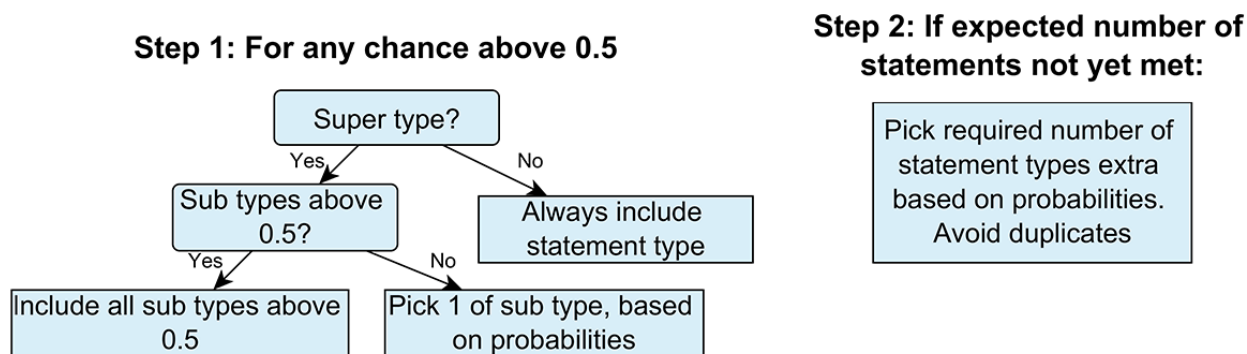 Step 1: For any chance above 0.5
Super type?
Yes
No
Sub types above
0.5?
Always include
statement type
Yes
No
Include all sub types above
0.5
Pick 1 of sub type, based
on probabilities
Step 2: If expected number of
statements not yet met:
Pick required number of
statement types extra
based on probabilities.
Avoid duplicates